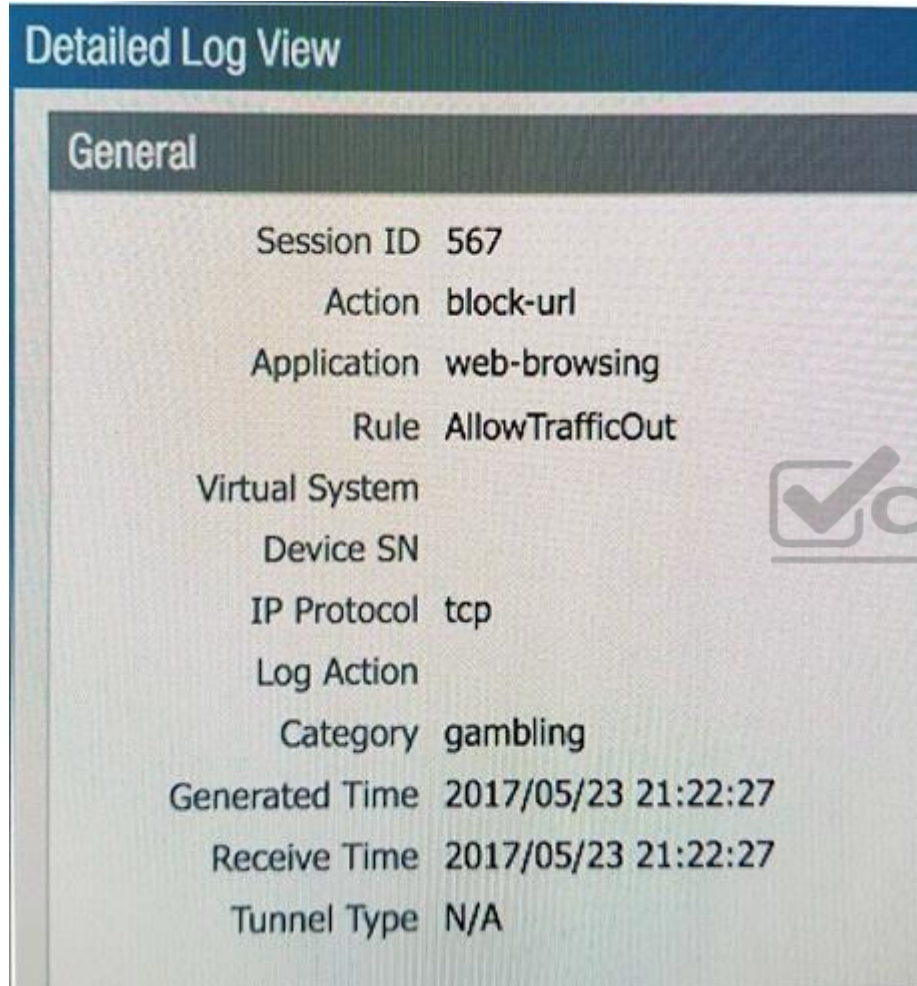 Detailed Log View
General
Session ID 567
Action block-url
Application web-browsing
Rule AllowTrafficOut
Virtual System
Device SN
IP Protocol tcp
Log Action
Category gambling
Generated Time 2017/05/23 21:22:27
Receive Time 2017/05/23 21:22:27
Tunnel Type N/A